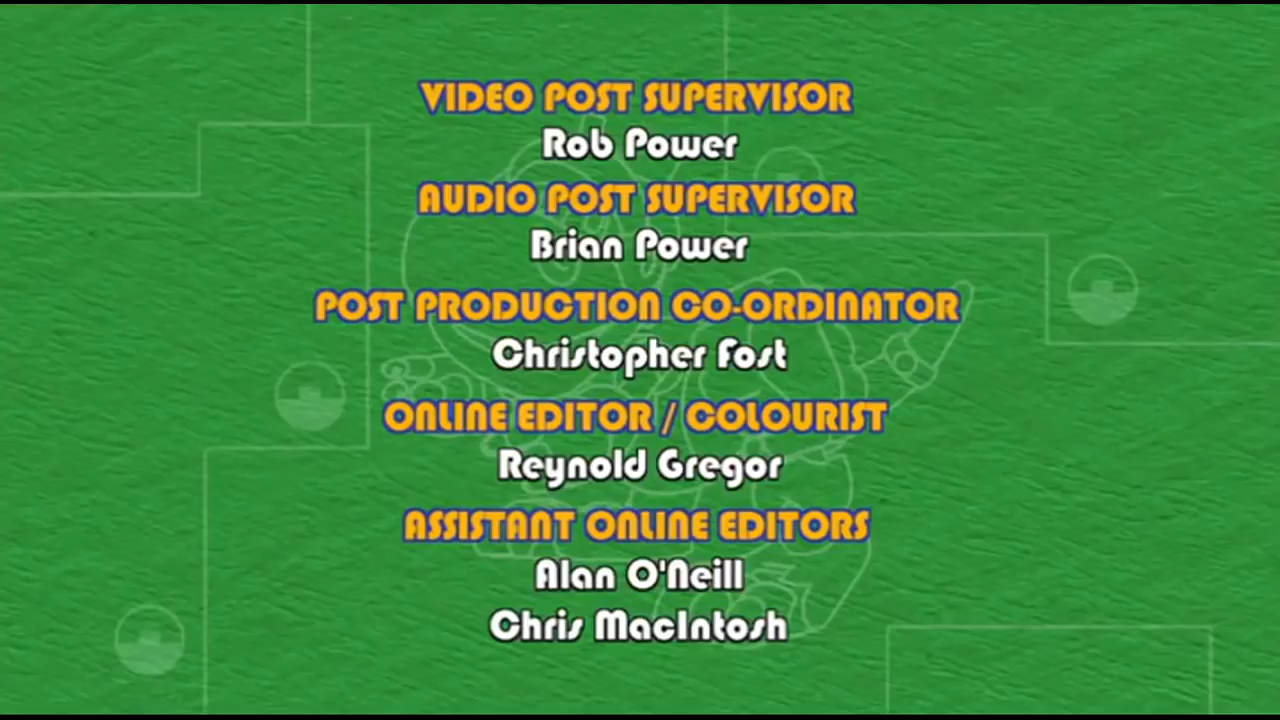 VIDEO POST SUPERVISOR
Rob Power
AUDIO POST SUPERVISOR
Brian Power
POST PRODUCTION CO-ORDINATOR
Christopher Fost
ONLINE EDITOR / COLOURIST
Reynold Gregor
ASSISTANT ONLINE EDITORS
Alan O'Neill
Chris MacIntosh